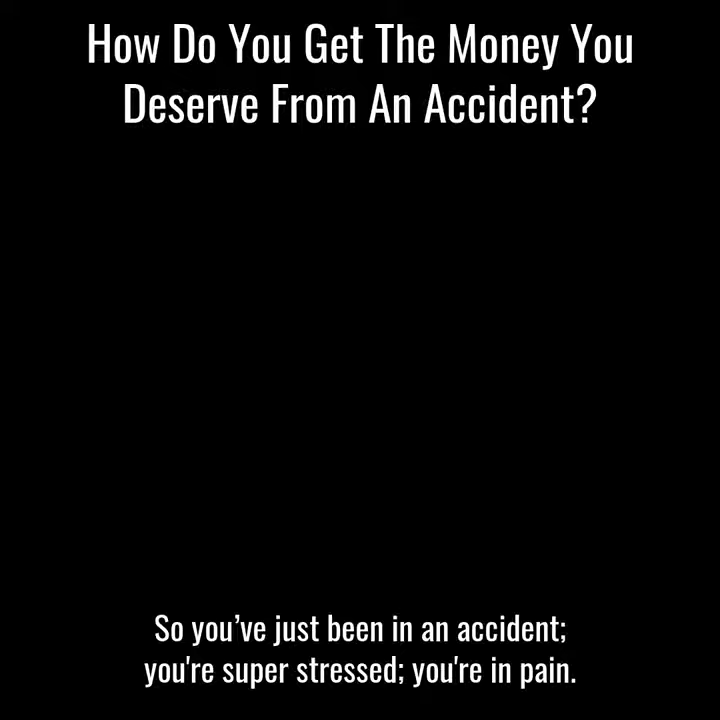 How Do You Get The Money You
Deserve From An Accident?
So you’ve just been in an accident;
you're super stressed; you're in pain.